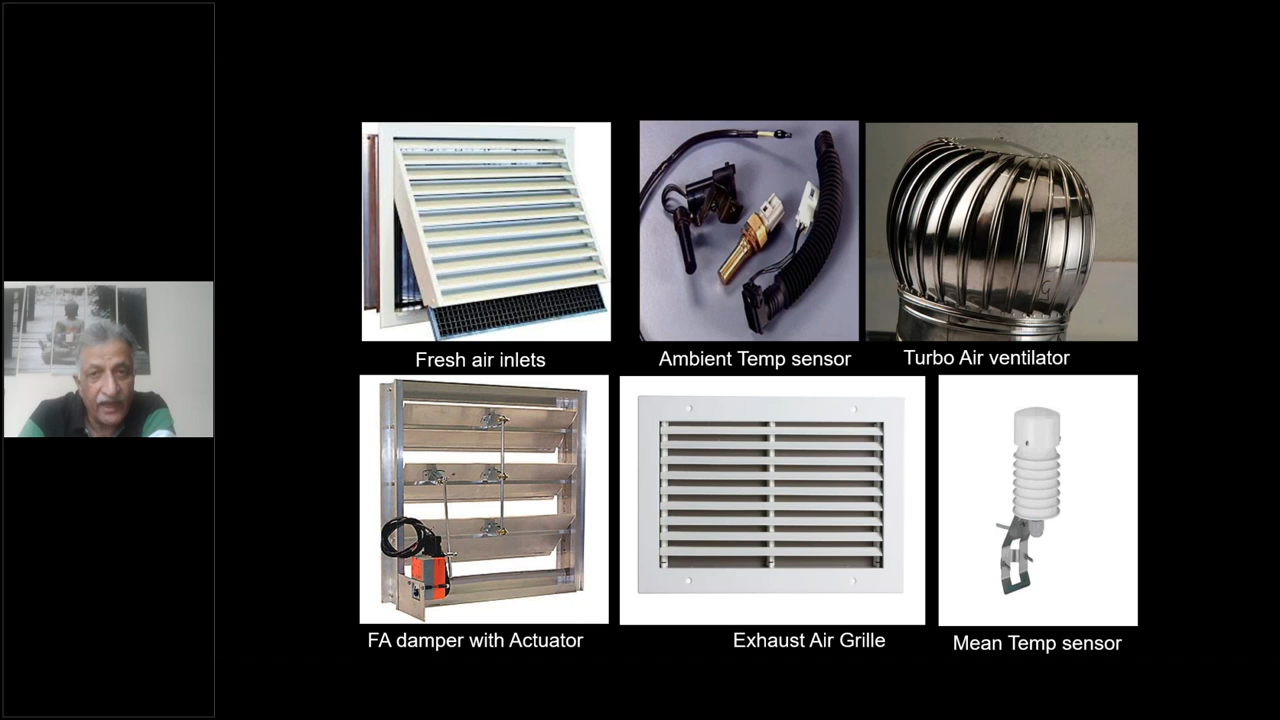 Fresh air inlets
Ambient Temp sensor
Turbo Air ventilator
FA damper with Actuator
Exhaust Air Grille
Mean Temp sensor